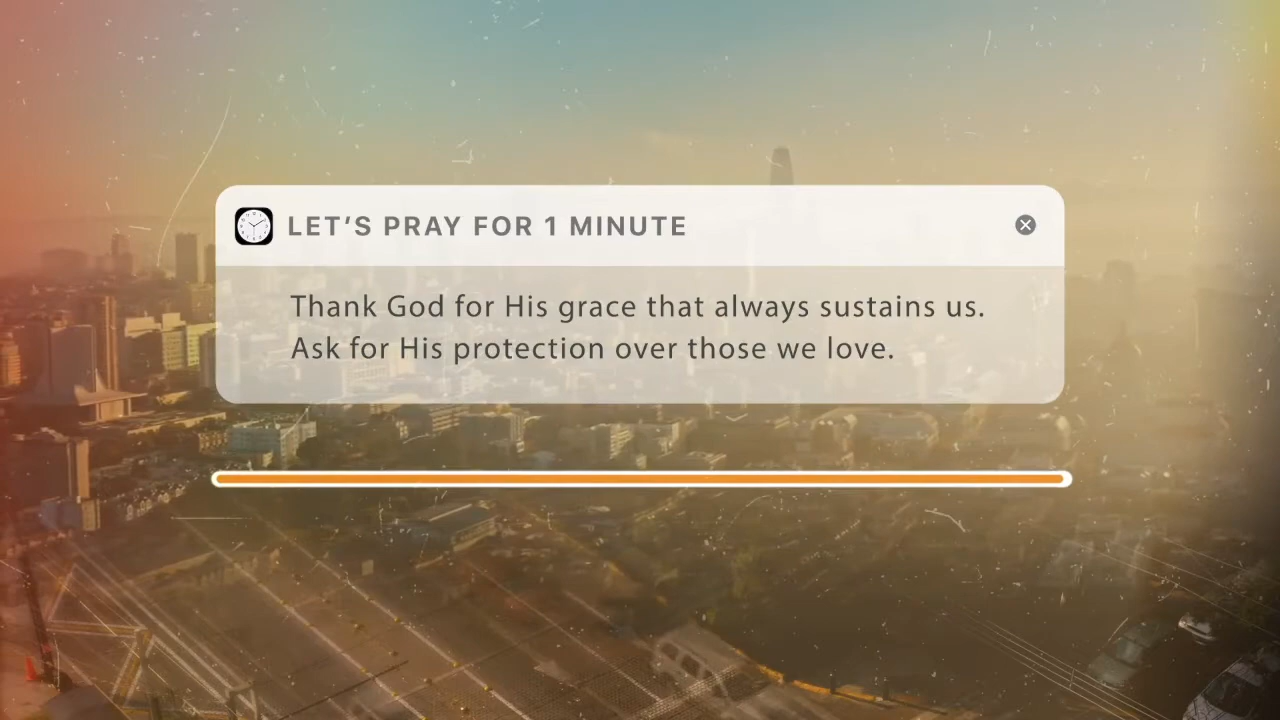 LET’S PRAY FOR 1 MINUTE
Thank God for His grace that always sustains us.
Ask for His protection over those we love.